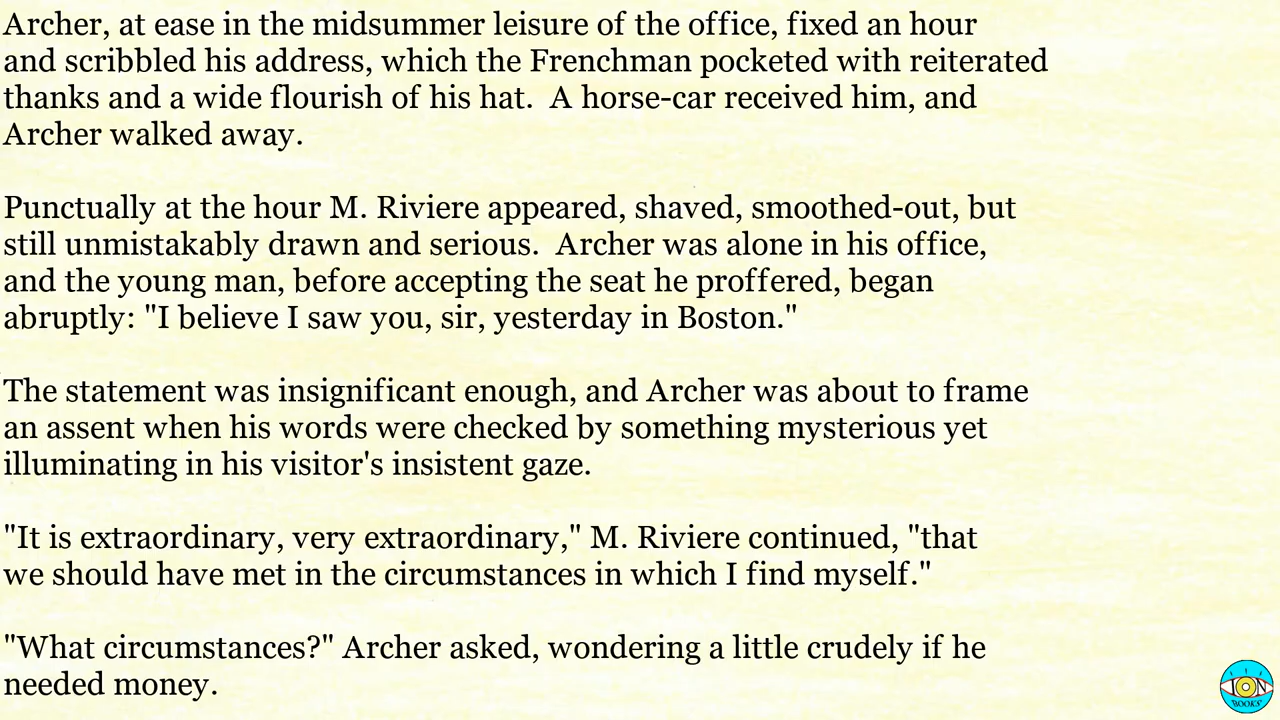 Archer, at ease in the midsummer leisure of the office, fixed an hour
and scribbled his address, which the Frenchman pocketed with reiterated
thanks and a wide flourish of his hat.  A horse-car received him, and
Archer walked away.
Punctually at the hour M. Riviere appeared, shaved, smoothed-out, but
still unmistakably drawn and serious.  Archer was alone in his office,
and the young man, before accepting the seat he proffered, began
abruptly: "I believe I saw you, sir, yesterday in Boston."
The statement was insignificant enough, and Archer was about to frame
an assent when his words were checked by something mysterious yet
illuminating in his visitor's insistent gaze.
"It is extraordinary, very extraordinary," M. Riviere continued, "that
we should have met in the circumstances in which I find myself."
"What circumstances?" Archer asked, wondering a little crudely if he
needed money.
ION
BOOKS